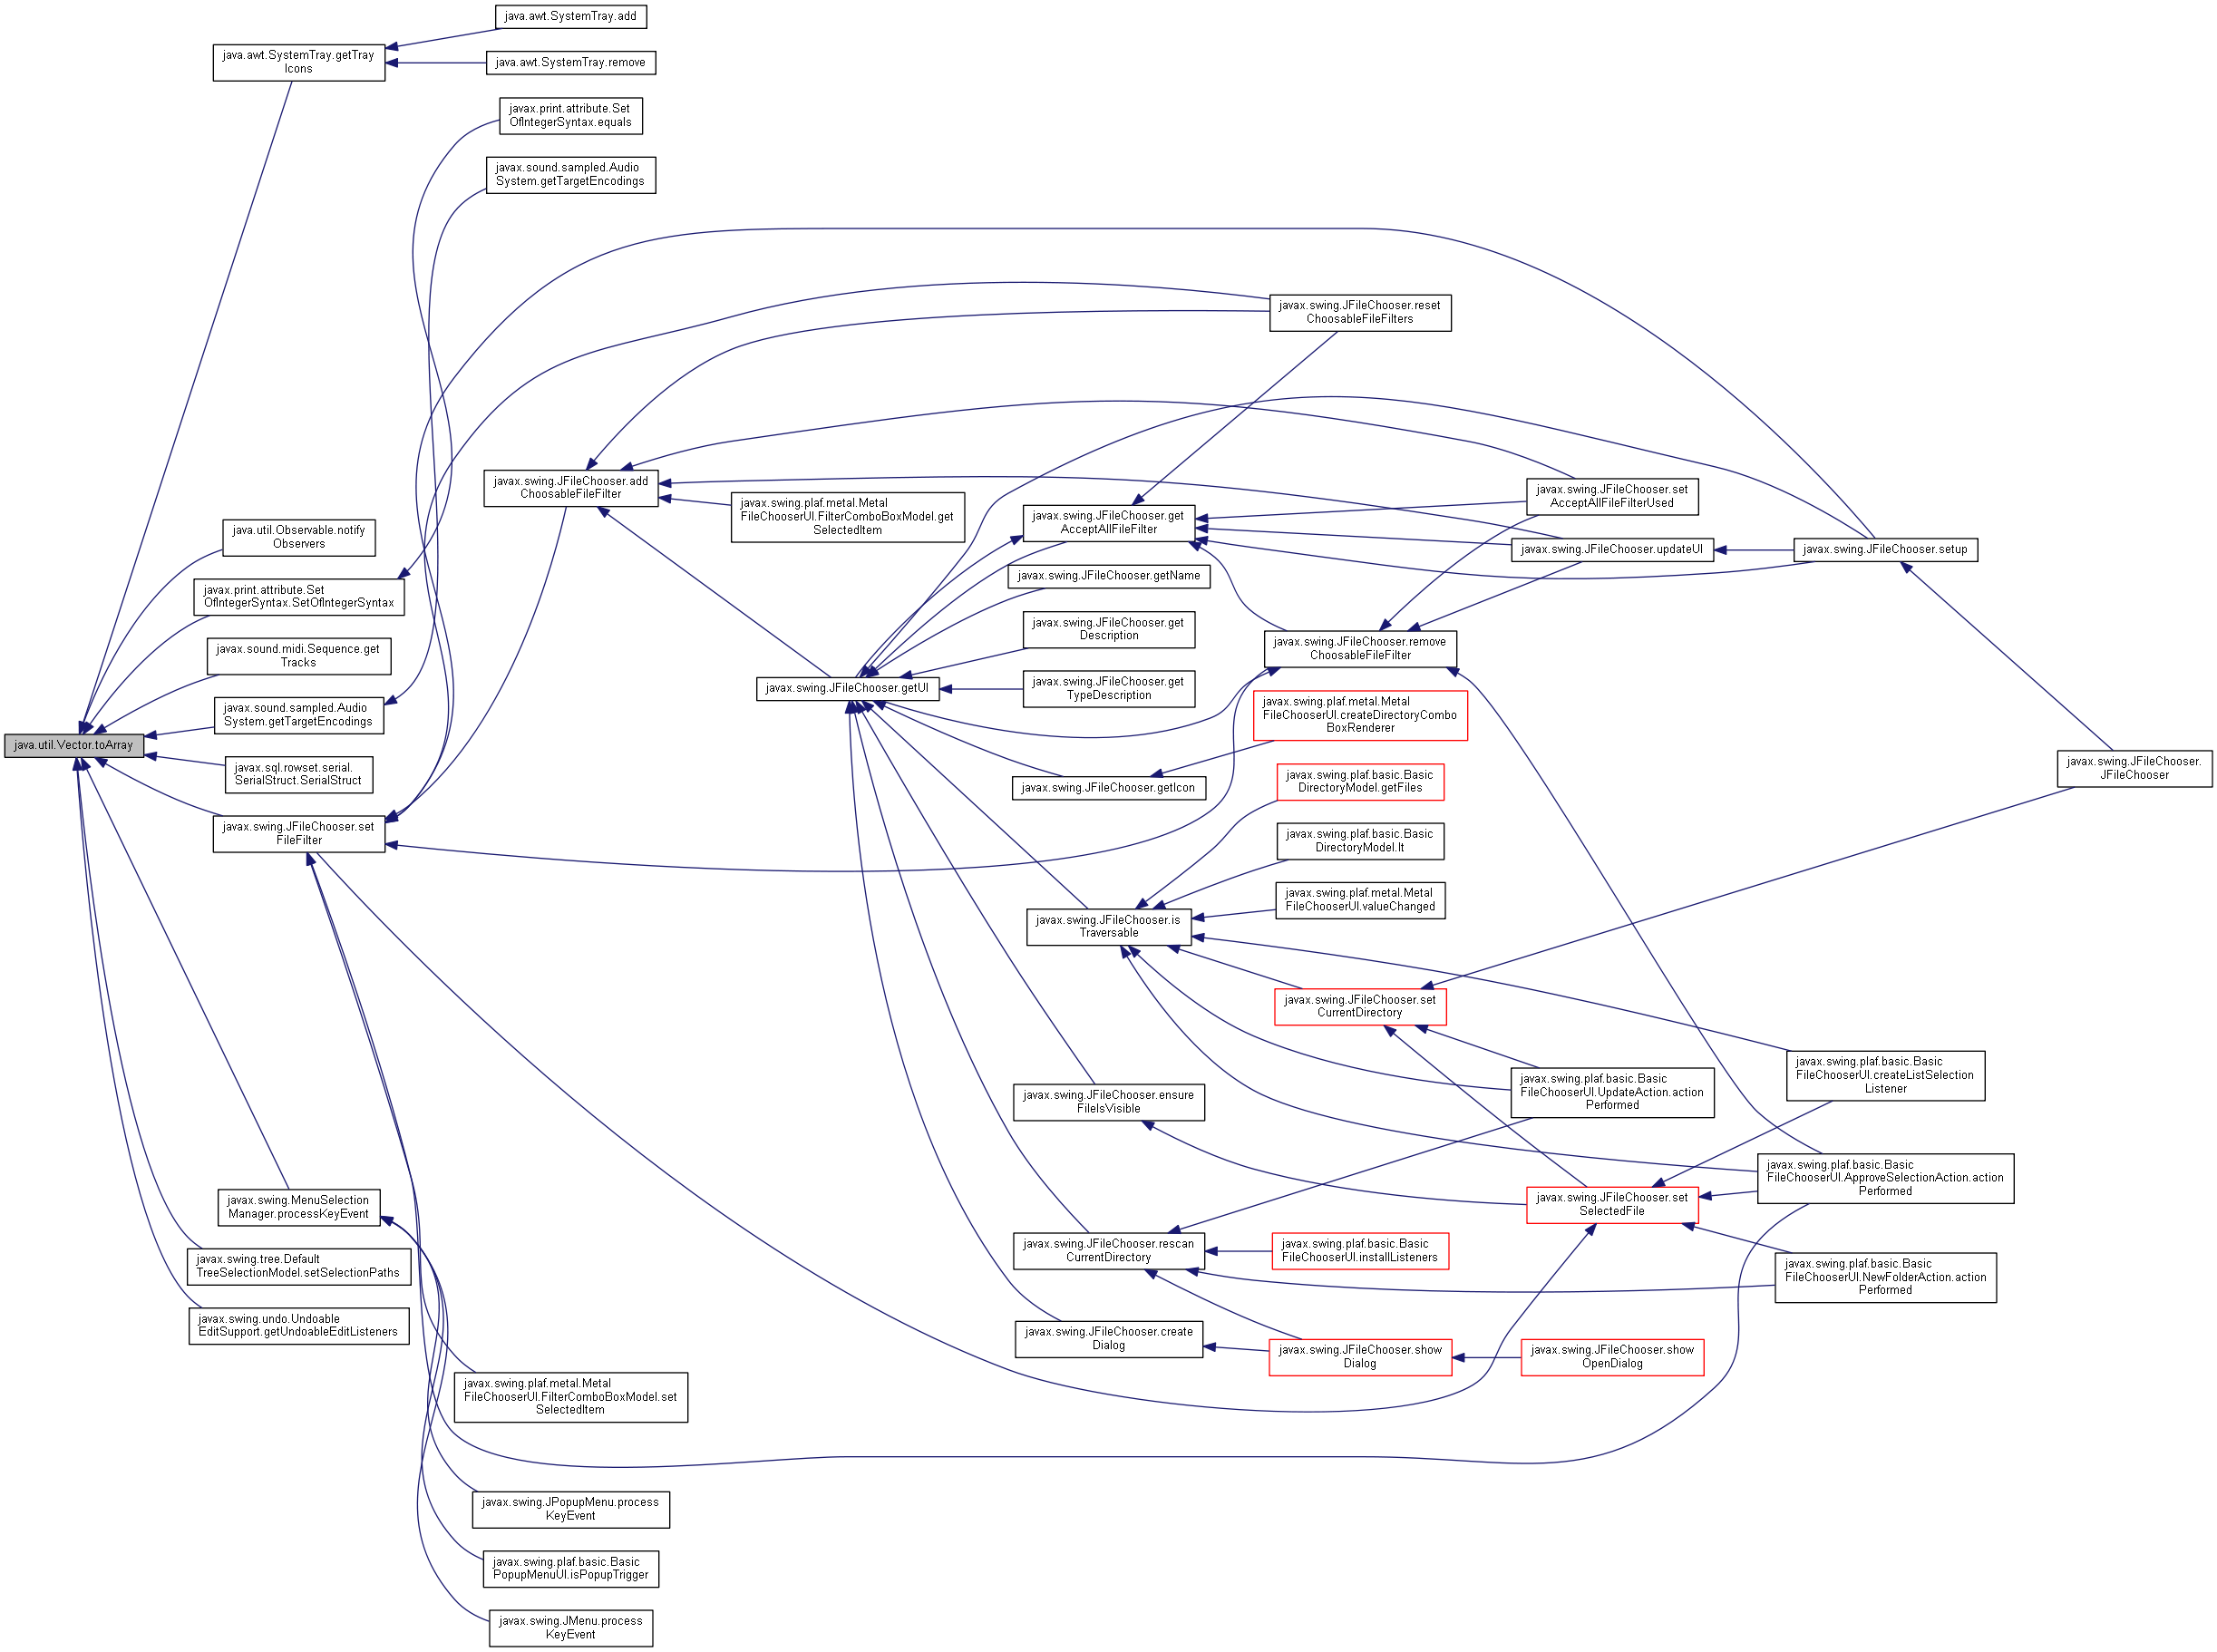 java.awt.SystemTray.add
java.awt.SystemTray.getTray
Icons
java.awt.SystemTray.remove
javax.print.attribute.Set
OfIntegerSyntax.equals
javax.sound.sampled.Audio
System.getTargetEncodings
javax.swing.JFileChooser.reset
ChoosableFileFilters
javax.swing.JFileChooser.add
ChoosableFileFilter
javax.swing.plaf.metal.Metal
FileChooserUI.FilterComboBoxModel.get
SelectedItem
javax.swing.JFileChooser.get
AcceptAllFileFilter
javax.swing.JFileChooser.set
AcceptAllFileFilterUsed
javax.swing.JFileChooser.updateUI
javax.swing.JFileChooser.setup
java.util.Observable.notify
Observers
javax.print.attribute.Set
OfIntegerSyntax.SetOfIntegerSyntax
javax.swing.JFileChooser.getName
javax.swing.JFileChooser.get
Description
javax.swing.JFileChooser.remove
ChoosableFileFilter
javax.sound.midi.Sequence.get
Tracks
javax.swing.JFileChooser.getUI
javax.swing.JFileChooser.get
TypeDescription
javax.sound.sampled.Audio
System.getTargetEncodings
javax.swing.plaf.metal.Metal
FileChooserUI.createDirectoryCombo
BoxRenderer
java.util.Vector.toArray
javax.sql.rowset.serial.
SerialStruct.SerialStruct
javax.swing.JFileChooser.getIcon
javax.swing.plaf.basic.Basic
DirectoryModel.getFiles
javax.swing.JFileChooser.
JFileChooser
javax.swing.JFileChooser.set
FileFilter
javax.swing.plaf.basic.Basic
DirectoryModel.lt
javax.swing.plaf.metal.Metal
FileChooserUI.valueChanged
javax.swing.JFileChooser.is
Traversable
javax.swing.JFileChooser.set
CurrentDirectory
javax.swing.plaf.basic.Basic
FileChooserUI.createListSelection
Listener
javax.swing.plaf.basic.Basic
FileChooserUI.UpdateAction.action
Performed
javax.swing.JFileChooser.ensure
FileIsVisible
javax.swing.plaf.basic.Basic
FileChooserUI.ApproveSelectionAction.action
Performed
javax.swing.MenuSelection
Manager.processKeyEvent
javax.swing.JFileChooser.set
SelectedFile
javax.swing.JFileChooser.rescan
CurrentDirectory
javax.swing.plaf.basic.Basic
FileChooserUI.installListeners
javax.swing.tree.Default
TreeSelectionModel.setSelectionPaths
javax.swing.plaf.basic.Basic
FileChooserUI.NewFolderAction.action
Performed
javax.swing.undo.Undoable
EditSupport.getUndoableEditListeners
javax.swing.JFileChooser.create
Dialog
javax.swing.JFileChooser.show
Dialog
javax.swing.JFileChooser.show
OpenDialog
javax.swing.plaf.metal.Metal
FileChooserUI.FilterComboBoxModel.set
SelectedItem
javax.swing.JPopupMenu.process
KeyEvent
javax.swing.plaf.basic.Basic
PopupMenuUI.isPopupTrigger
javax.swing.JMenu.process
KeyEvent